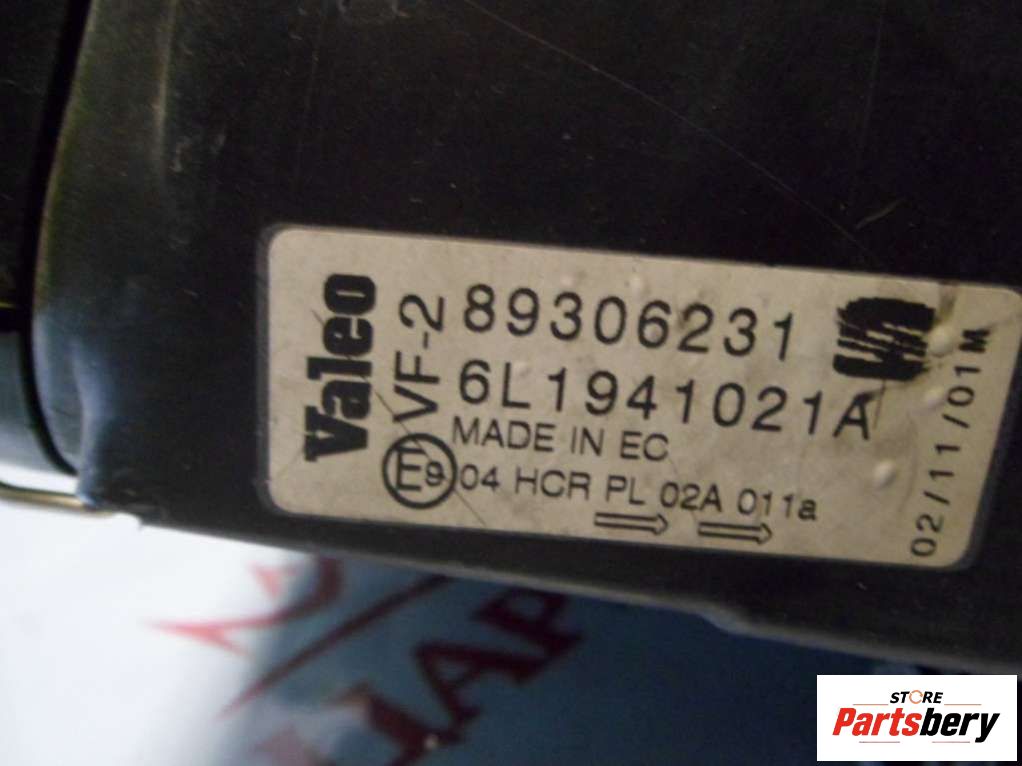 Valeo
VF-2
89306231
6L1941021A
MADE IN EC
E9 04 HCR PL 02A 011a
02/11/01M
STORE
Partsbery